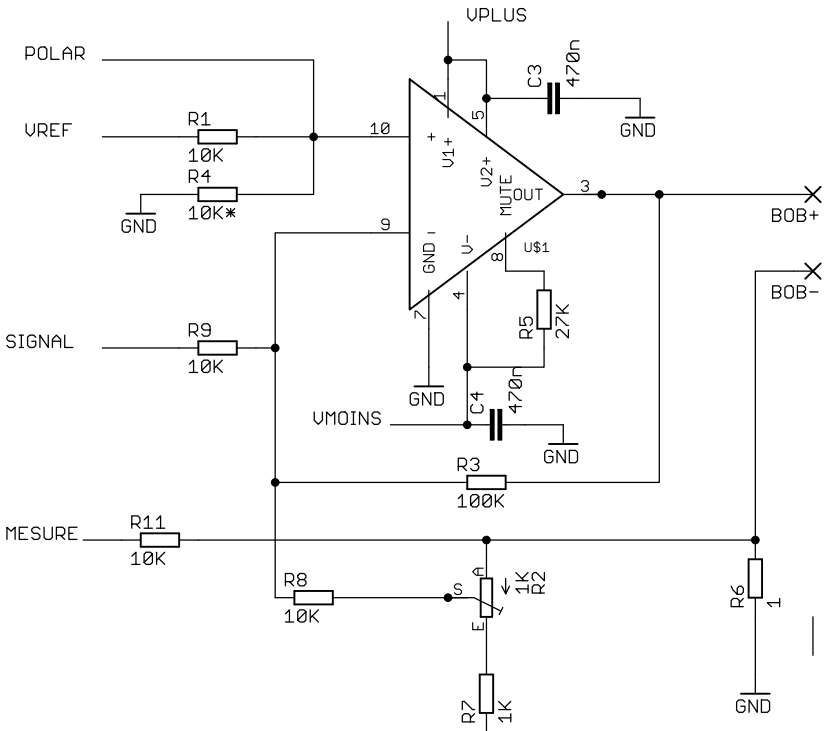 VPLUS
POLAR
C3
470n
GND
1
5
VREF
R1
10K
10
+
V1+
V2+
R4
10K*
GND
MUTE
OUT
3
BOB+
9
-
GND
V-
8
U$1
BOB-
4
7
R5
27K
SIGNAL
R9
10K
GND
C4
470n
VMOINS
GND
R3
100K
MESURE
R11
10K
R8
10K
S
A
E
1K
R2
R6
1
R7
1K
GND